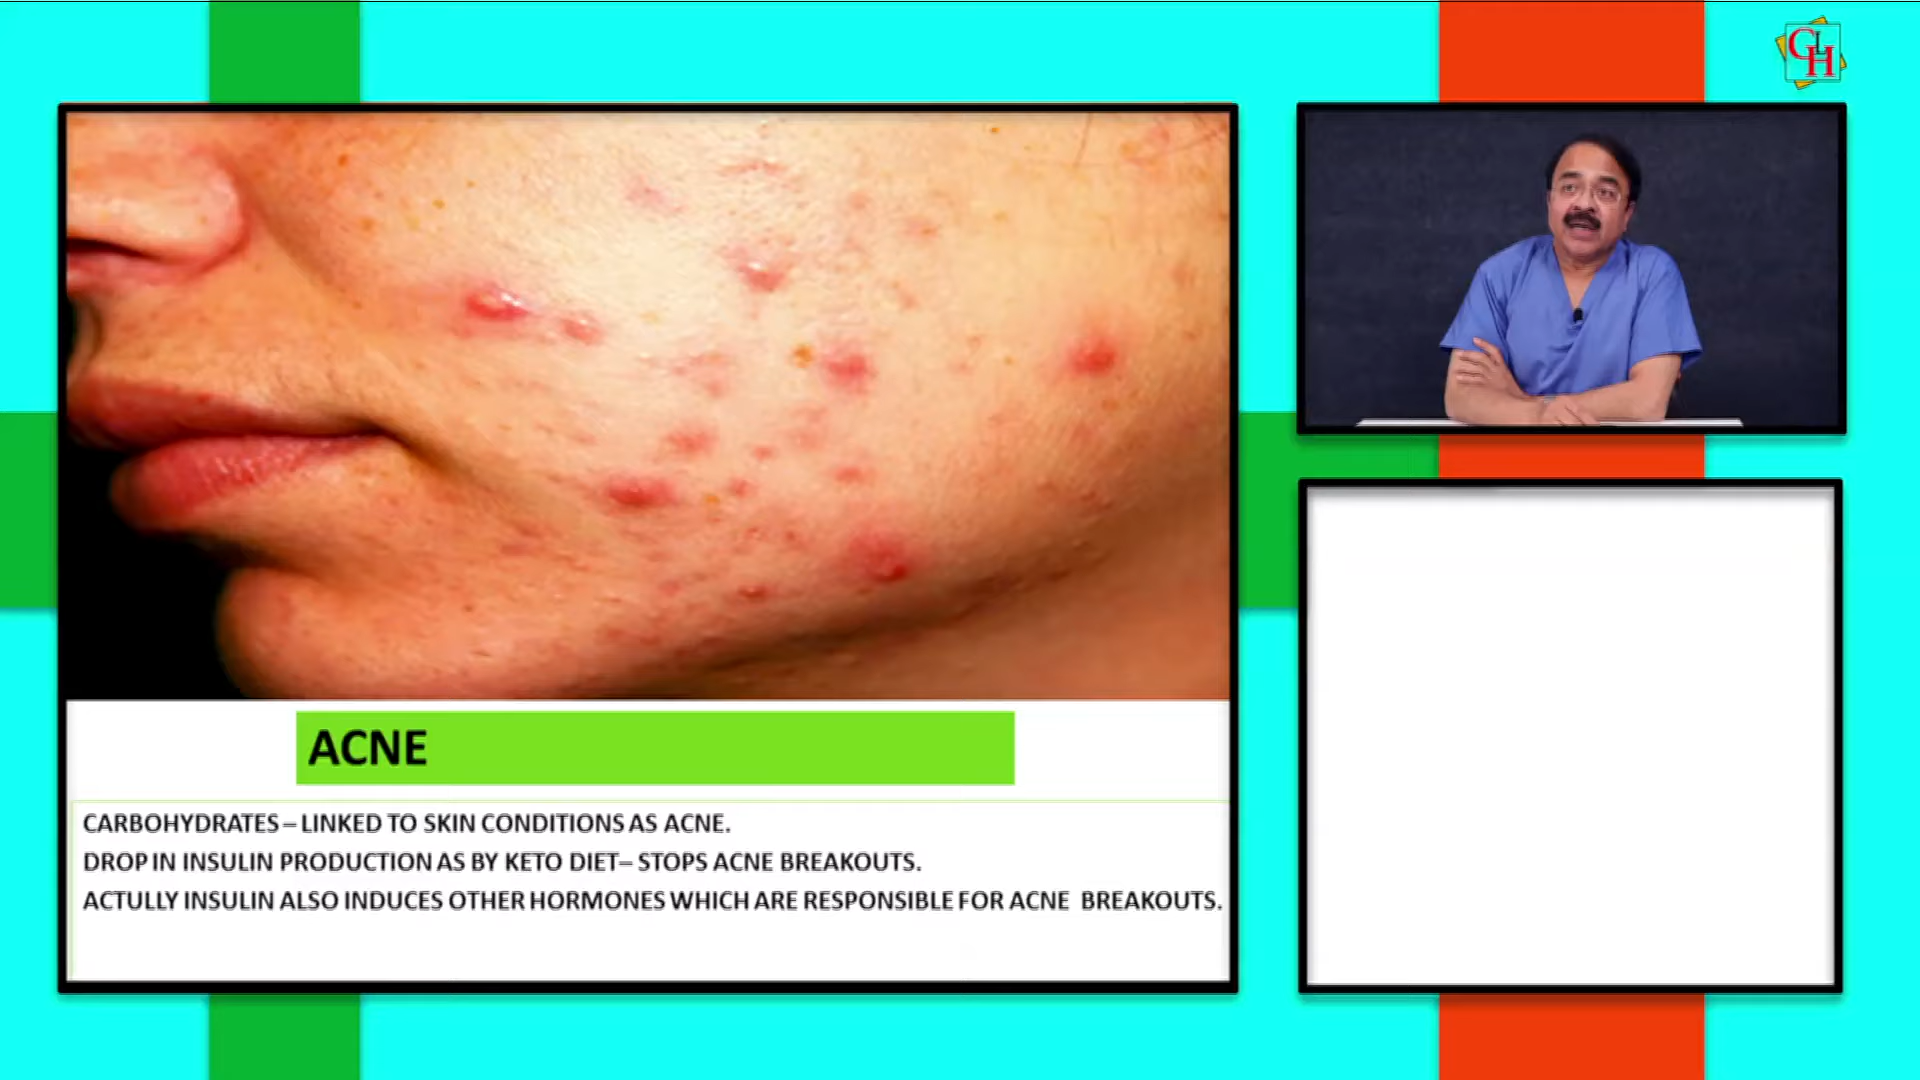 GLH
ACNE
CARBOHYDRATES – LINKED TO SKIN CONDITIONS AS ACNE.
DROP IN INSULIN PRODUCTION AS BY KETO DIET– STOPS ACNE BREAKOUTS.
ACTULLY INSULIN ALSO INDUCES OTHER HORMONES WHICH ARE RESPONSIBLE FOR ACNE BREAKOUTS.